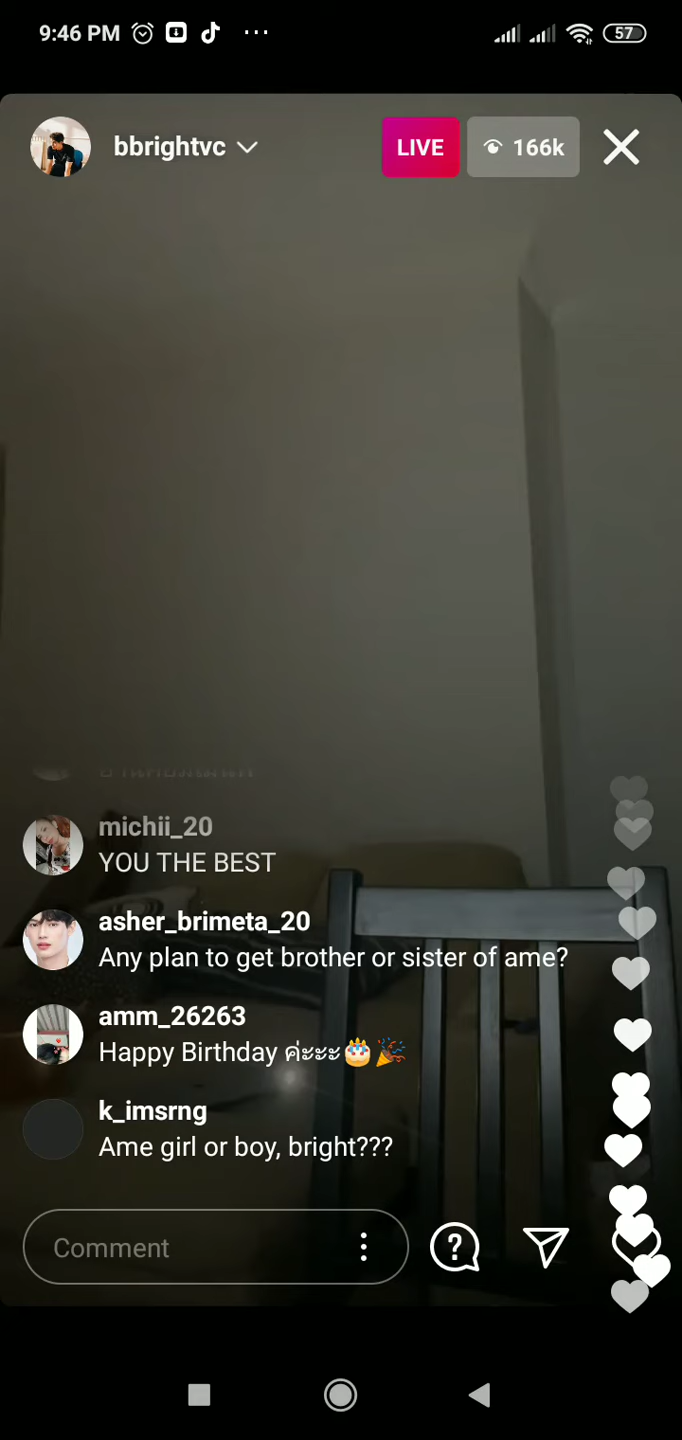 9:46 PM
57
bbrightvc
LIVE
166k
michii_20
YOU THE BEST
asher_brimeta_20
Any plan to get brother or sister of ame?
amm_26263
Happy Birthday ค่ะะะ🎂🎉
k_imsrng
Ame girl or boy, bright???
Comment